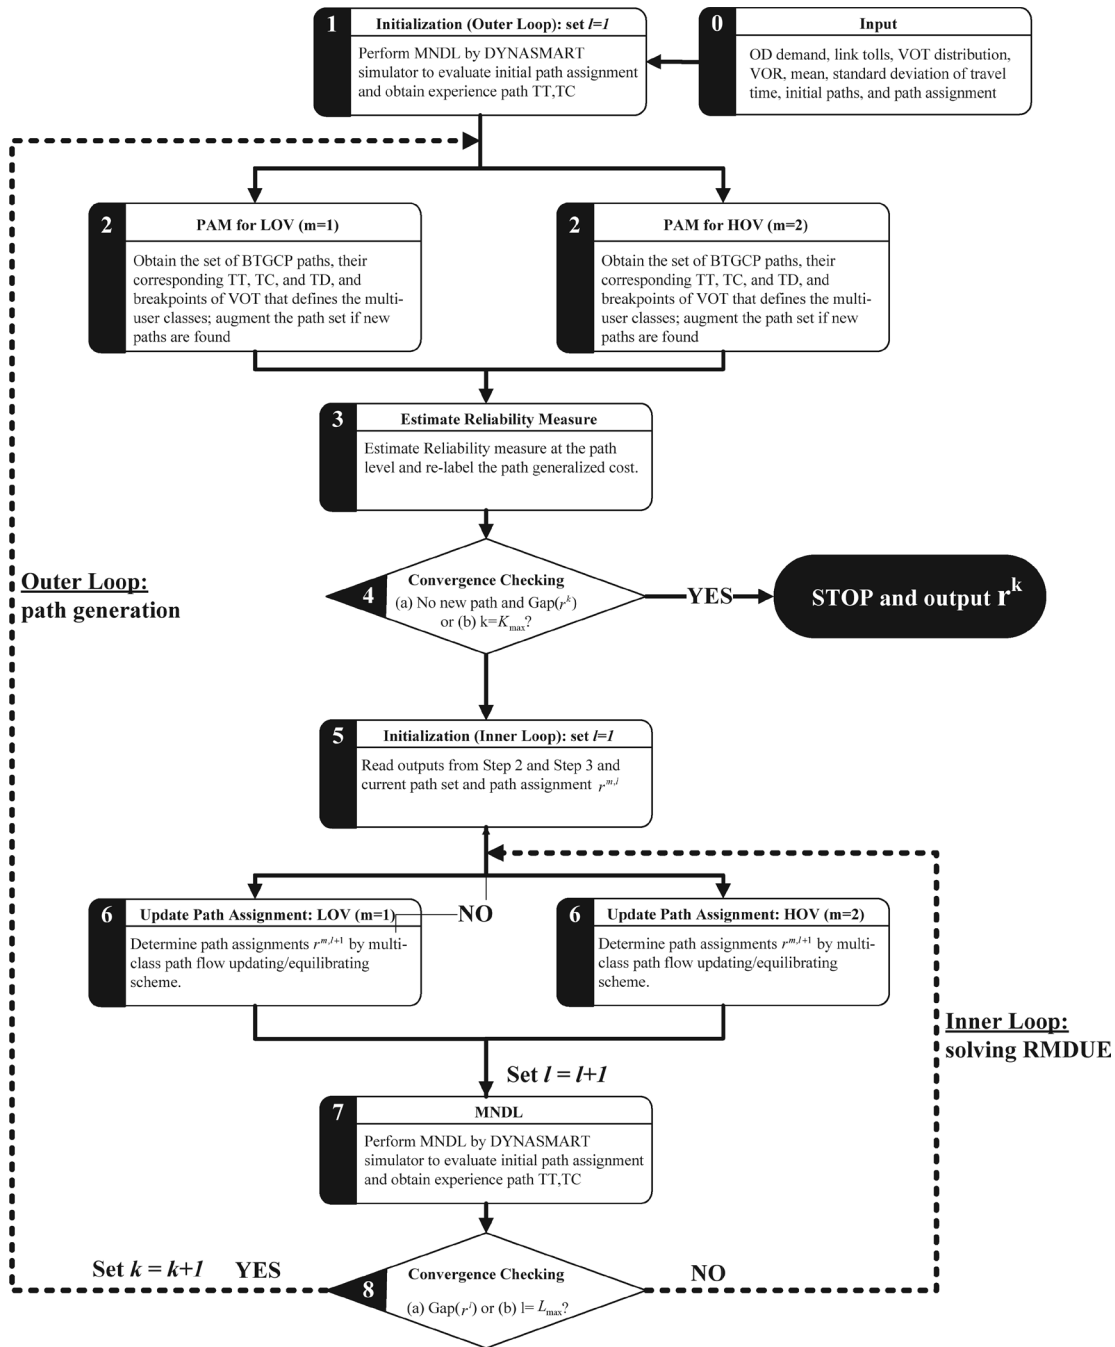 1
Initialization (Outer Loop): set l=1
Perform MNDL by DYNASMART
simulator to evaluate initial path assignment
and obtain experience path TT,TC
0
Input
OD demand, link tolls, VOT distribution,
VOR, mean, standard deviation of travel
time, initial paths, and path assignment
2
PAM for LOV (m=1)
Obtain the set of BTGCP paths, their
corresponding TT, TC, and TD, and
breakpoints of VOT that defines the multi-
user classes; augment the path set if new
paths are found
2
PAM for HOV (m=2)
Obtain the set of BTGCP paths, their
corresponding TT, TC, and TD, and
breakpoints of VOT that defines the multi-
user classes; augment the path set if new
paths are found
3
Estimate Reliability Measure
Estimate Reliability measure at the path
level and re-label the path generalized cost.
Outer Loop:
path generation
4
Convergence Checking
(a) No new path and Gap(r^k)
or (b) k=K_max?
YES
STOP and output r^k
5
Initialization (Inner Loop): set l=1
Read outputs from Step 2 and Step 3 and
current path set and path assignment r^m,l
6
Update Path Assignment: LOV (m=1)
Determine path assignments r^m,l+1 by multi-
class path flow updating/equilibrating
scheme.
NO
6
Update Path Assignment: HOV (m=2)
Determine path assignments r^m,l+1 by multi-
class path flow updating/equilibrating
scheme.
Inner Loop:
solving RMDUE
Set l = l+1
7
MNDL
Perform MNDL by DYNASMART
simulator to evaluate initial path assignment
and obtain experience path TT,TC
Set k = k+1 YES
8
Convergence Checking
(a) Gap(r^l) or (b) l= L_max?
NO